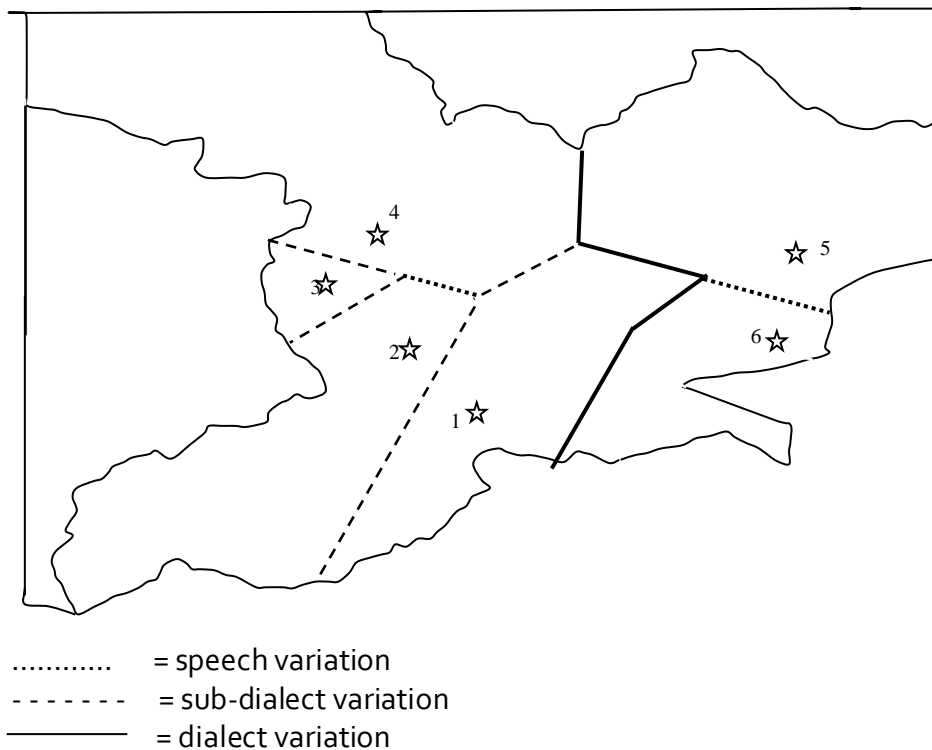 4
5
3
6
2
1
............ = speech variation
- - - - - - - = sub-dialect variation
= dialect variation